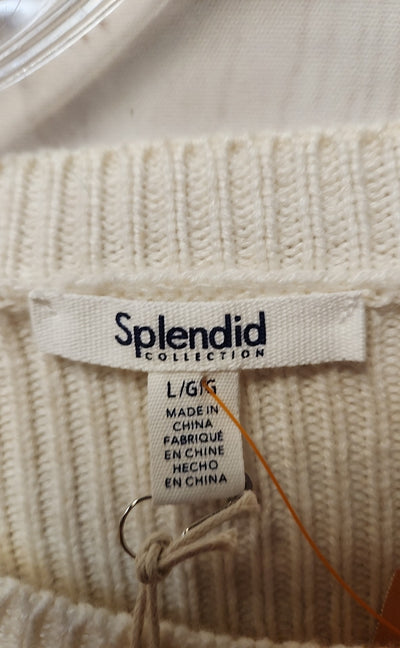 Splendid
COLLECTION
L/G/G
MADE IN
CHINA
FABRIQUÉ
EN CHINE
HECHO
EN CHINA